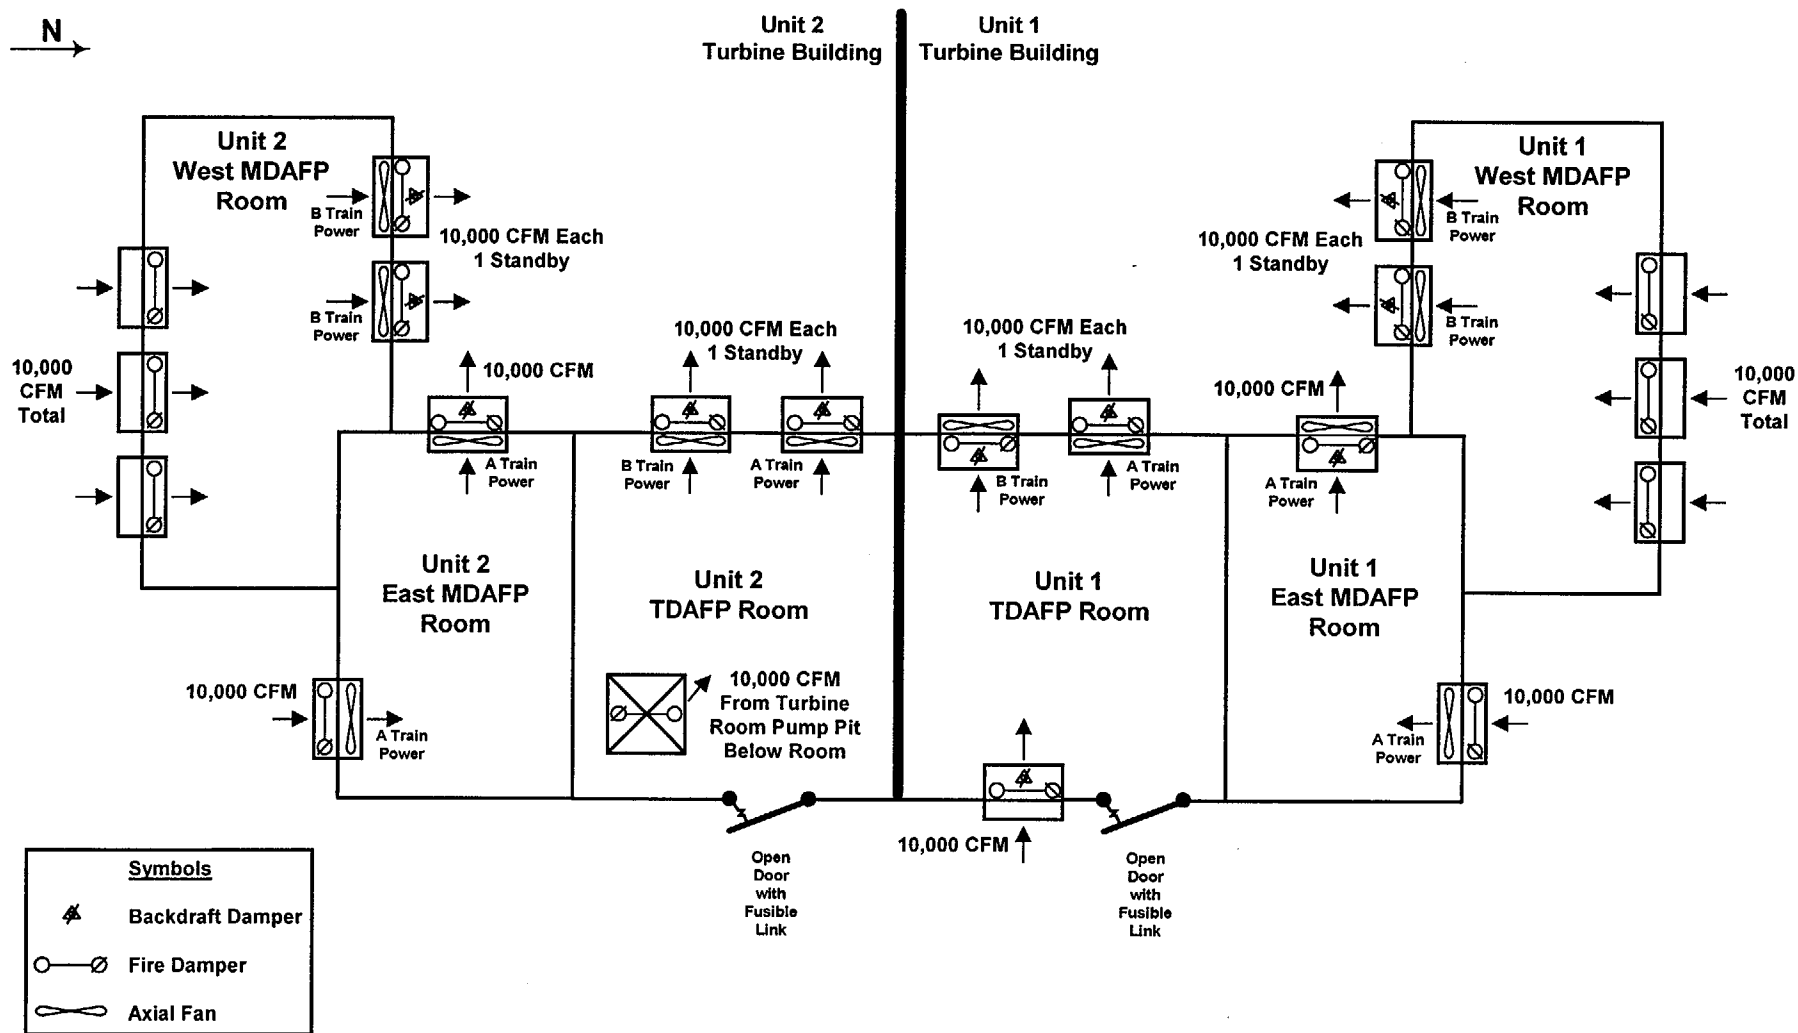 N
Unit 2
Turbine Building
Unit 1
Turbine Building
Unit 2
West MDAFP
Room
B Train
Power
10,000 CFM Each
1 Standby
B Train
Power
10,000
CFM
Total
10,000 CFM
A Train
Power
10,000 CFM Each
1 Standby
B Train
Power
A Train
Power
10,000 CFM Each
1 Standby
B Train
Power
A Train
Power
Unit 1
West MDAFP
Room
B Train
Power
10,000 CFM Each
1 Standby
B Train
Power
10,000 CFM
A Train
Power
10,000
CFM
Total
Unit 2
East MDAFP
Room
Unit 2
TDAFP Room
Unit 1
TDAFP Room
Unit 1
East MDAFP
Room
10,000 CFM
A Train
Power
10,000 CFM
From Turbine
Room Pump Pit
Below Room
10,000 CFM
A Train
Power
10,000 CFM
Open
Door
with
Fusible
Link
Open
Door
with
Fusible
Link
Symbols
Backdraft Damper
Fire Damper
Axial Fan